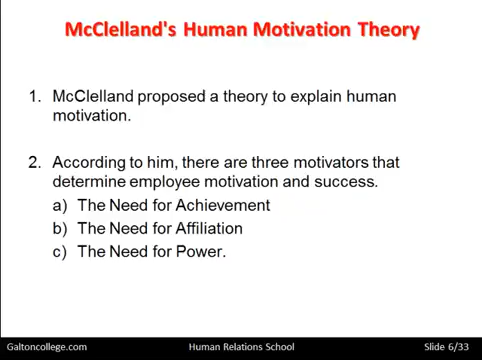 McClelland's Human Motivation Theory
1. McClelland proposed a theory to explain human
motivation.
2. According to him, there are three motivators that
determine employee motivation and success.
a) The Need for Achievement
b) The Need for Affiliation
c) The Need for Power.
Galtoncollege.com Human Relations School Slide 6/33